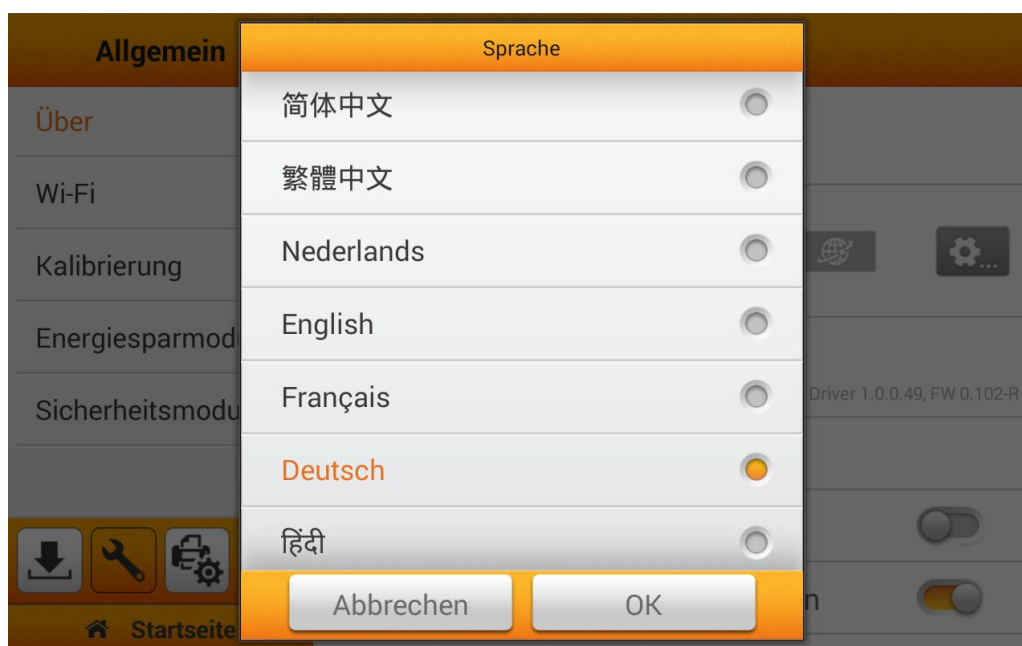 Allgemein
Über
Wi-Fi
Kalibrierung
Energiesparmod
Sicherheitsmodu
Startseite
Sprache
简体中文
繁體中文
Nederlands
English
Français
Deutsch
हिंदी
Abbrechen
OK
...
Driver 1.0.0.49, FW 0.102-R
n